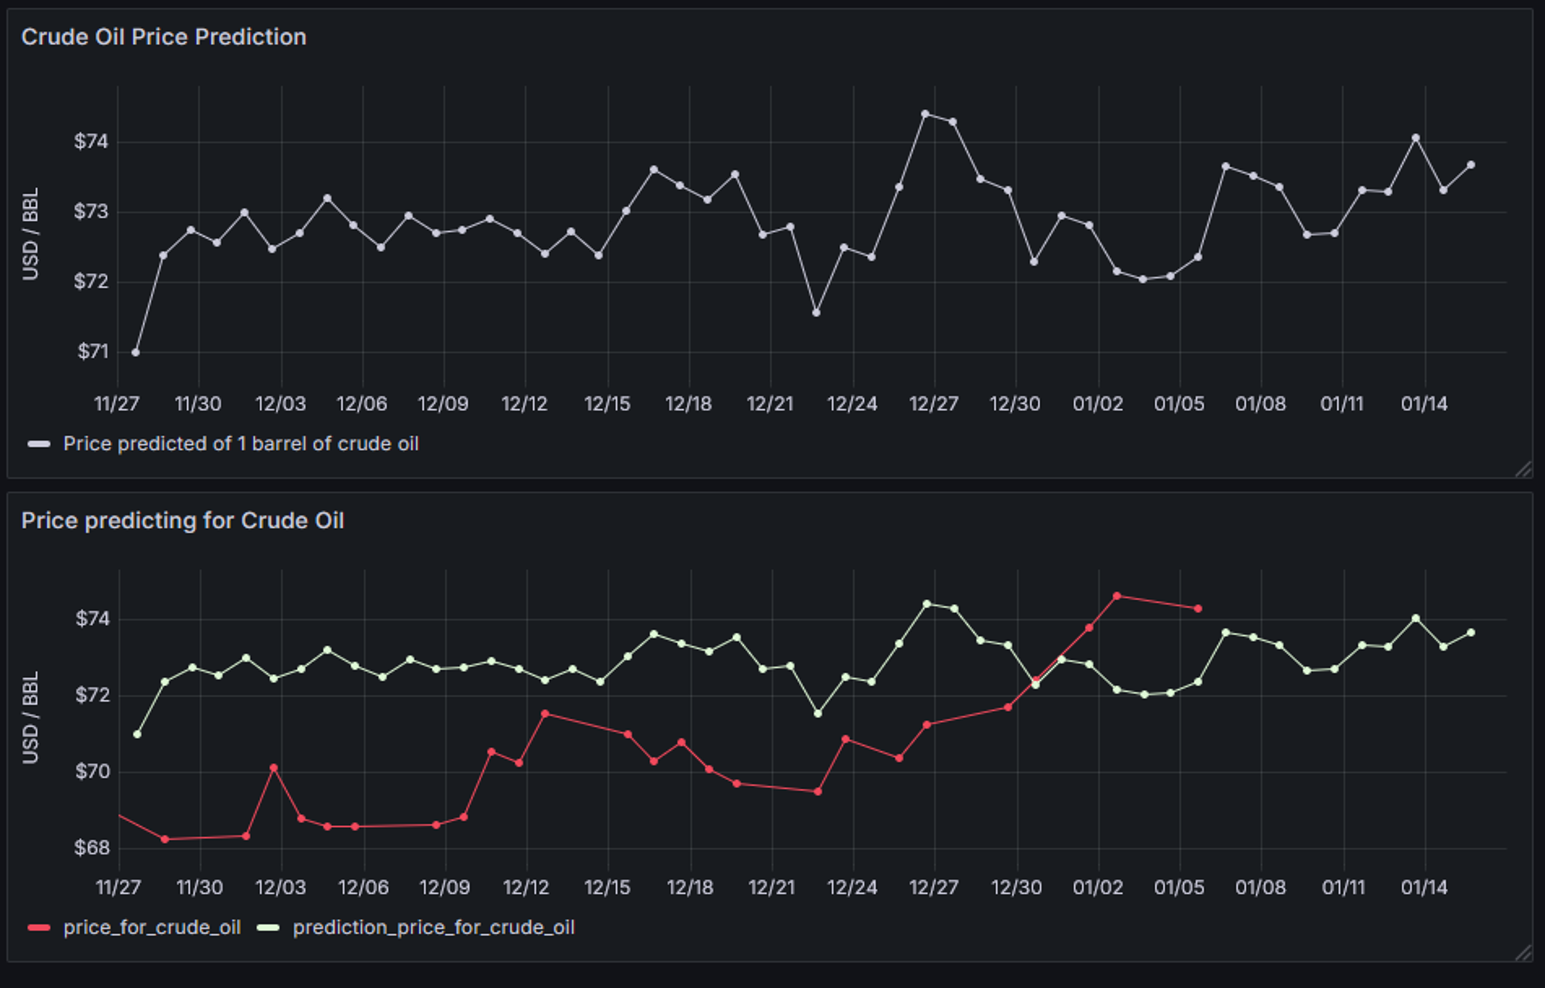 Crude Oil Price Prediction
USD / BBL
$74
$73
$72
$71
11/27 11/30 12/03 12/06 12/09 12/12 12/15 12/18 12/21 12/24 12/27 12/30 01/02 01/05 01/08 01/11 01/14
Price predicted of 1 barrel of crude oil
Price predicting for Crude Oil
USD / BBL
$74
$72
$70
$68
11/27 11/30 12/03 12/06 12/09 12/12 12/15 12/18 12/21 12/24 12/27 12/30 01/02 01/05 01/08 01/11 01/14
price_for_crude_oil prediction_price_for_crude_oil